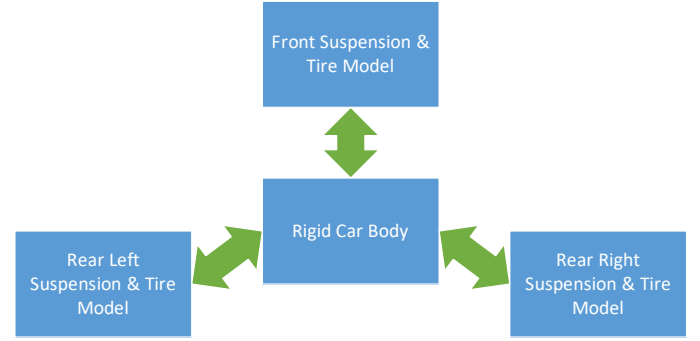 Front Suspension &
Tire Model
Rigid Car Body
Rear Left
Suspension & Tire
Model
Rear Right
Suspension & Tire
Model